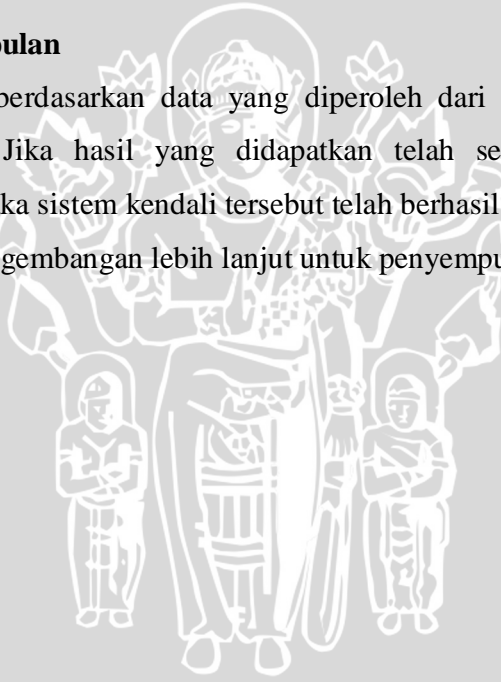 pulan
berdasarkan data yang diperoleh dari
Jika hasil yang didapatkan telah se
ka sistem kendali tersebut telah berhasil
gembangan lebih lanjut untuk penyempu